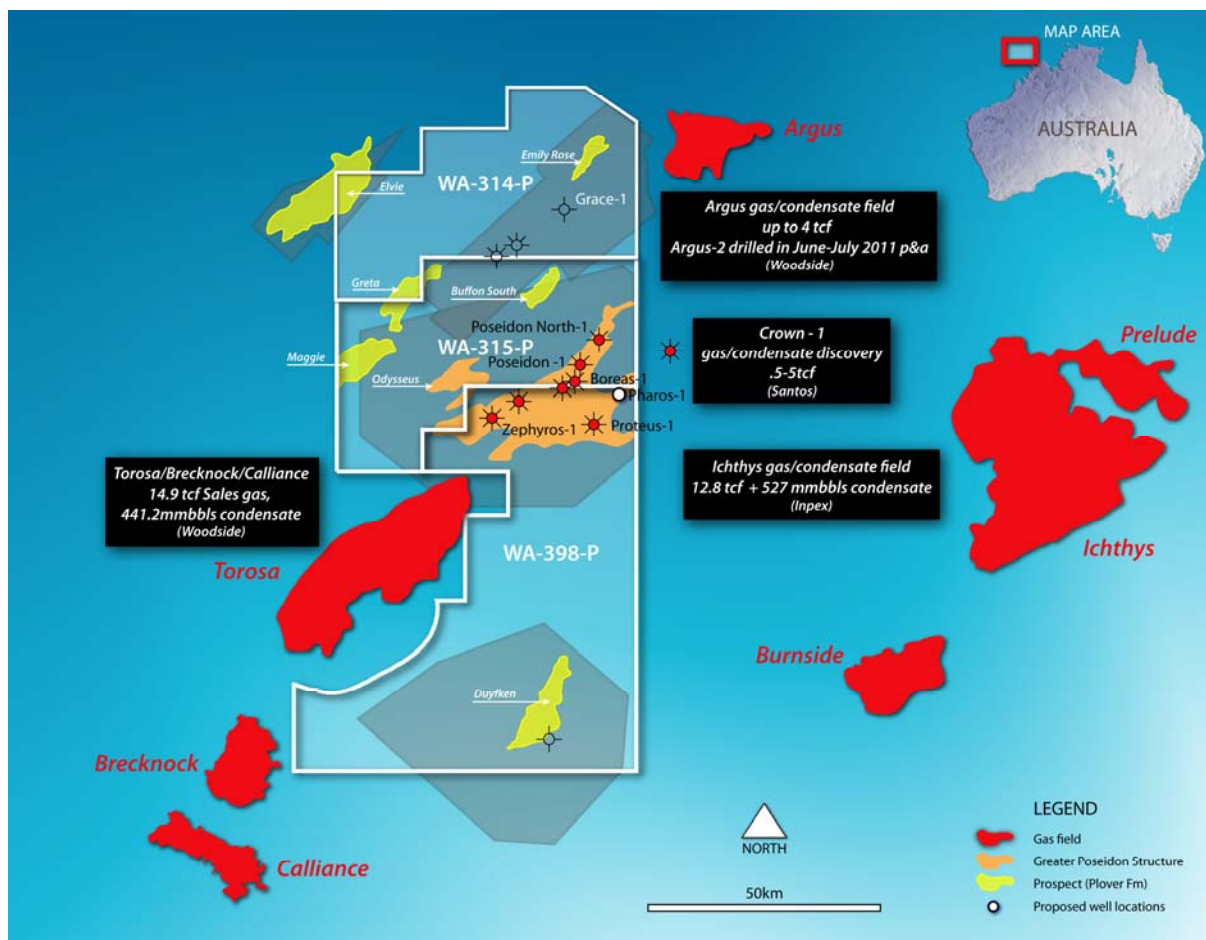 MAP AREA
AUSTRALIA
Argus
Emily Rose
WA-314-P
Elvie
Grace-1
Argus gas/condensate field
up to 4 tcf
Argus-2 drilled in June-July 2011 p&a
(Woodside)
Greta
Buffon South
Poseidon North-1
WA-315-P
Maggie
Poseidon -1
Odysseus
Boreas-1
Pharos-1
Zephyros-1
Proteus-1
Crown - 1
gas/condensate discovery
.5-5tcf
(Santos)
Prelude
Ichthys gas/condensate field
12.8 tcf + 527 mmbbls condensate
(Inpex)
Ichthys
Torosa/Brecknock/Calliance
14.9 tcf Sales gas,
441.2mmbbls condensate
(Woodside)
Torosa
WA-398-P
Burnside
Duyfken
Brecknock
Calliance
NORTH
50km
LEGEND
Gas field
Greater Poseidon Structure
Prospect (Plover Fm)
Proposed well locations